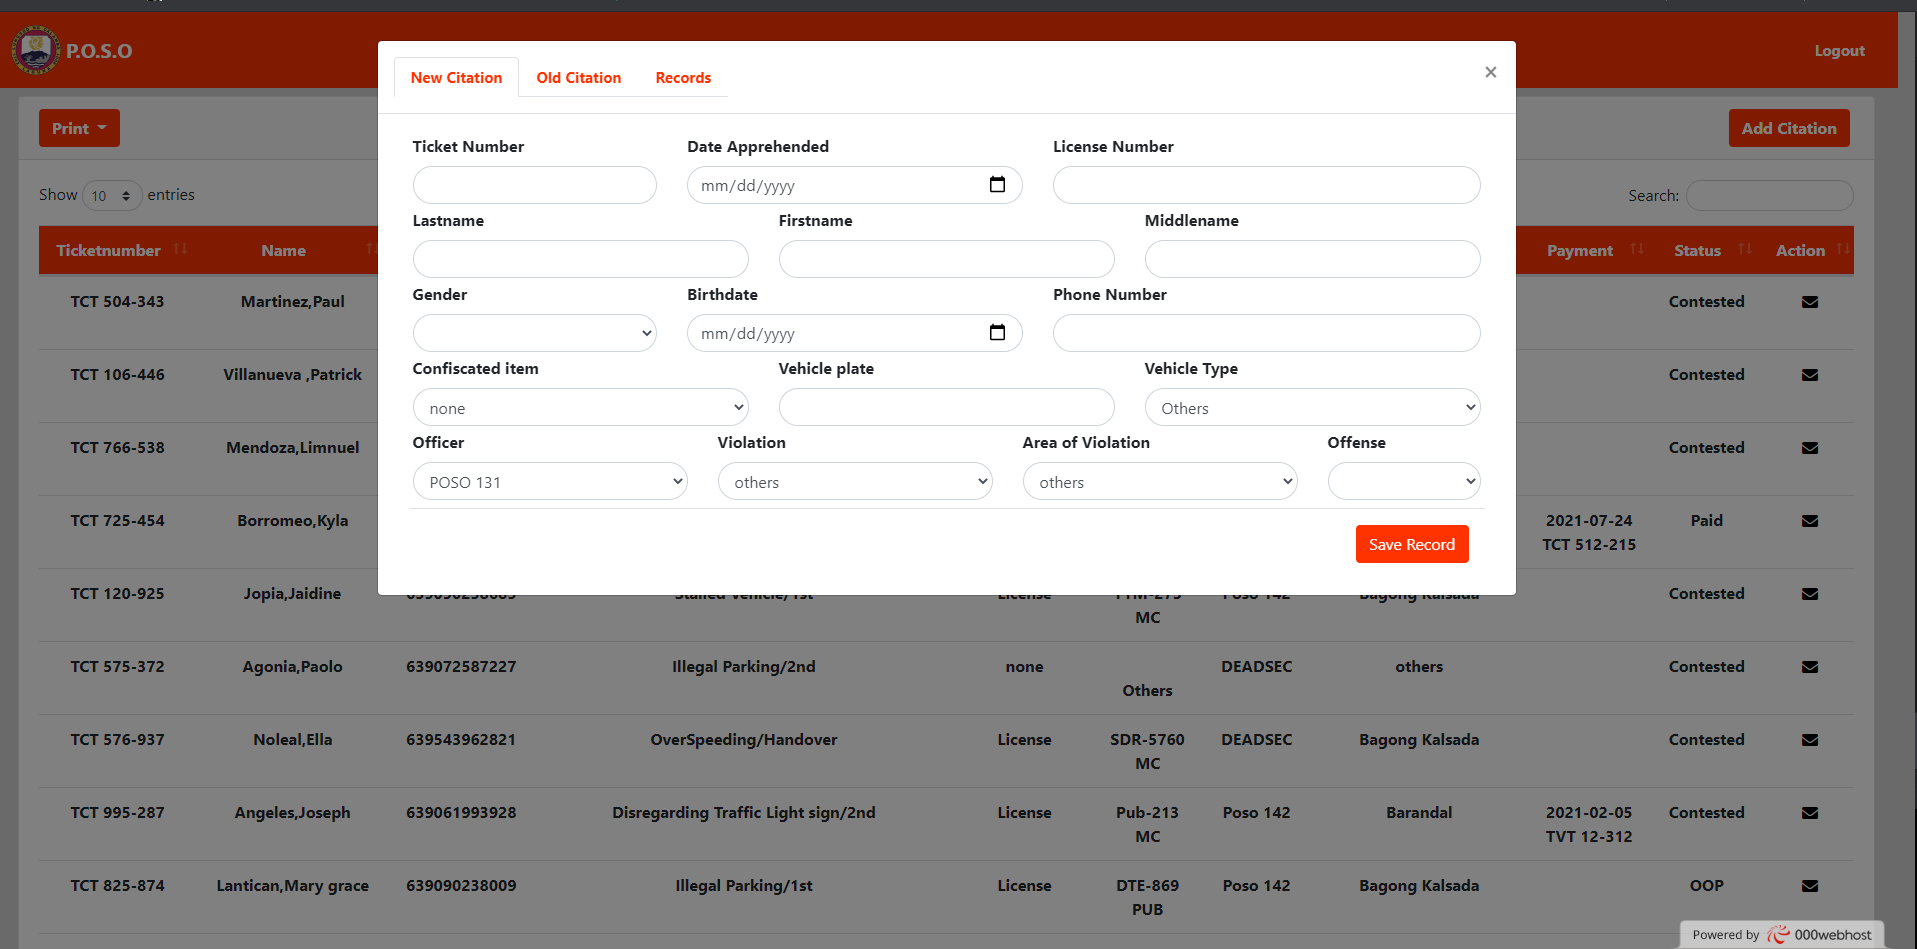 P.O.S.O
Logout
New Citation Old Citation Records ×
Print
Add Citation
Ticket Number Date Apprehended License Number
mm/dd/yyyy
Show 10 entries
Search:
Lastname Firstname Middlename
Ticketnumber Name Payment Status Action
Gender Birthdate Phone Number
mm/dd/yyyy
TCT 504-343 Martinez,Paul Contested
Confiscated item Vehicle plate Vehicle Type
none Others
TCT 106-446 Villanueva ,Patrick Contested
Officer Violation Area of Violation Offense
POSO 131 others others
TCT 766-538 Mendoza,Limnuel Contested
Save Record
TCT 725-454 Borromeo,Kyla 2021-07-24 Paid
TCT 512-215
TCT 120-925 Jopia,Jaidine Stalled Vehicle/1st License Poso 142 Bagong Kalsada Contested
MC
TCT 575-372 Agonia,Paolo 639072587227 Illegal Parking/2nd none DEADSEC others Contested
Others
TCT 576-937 Noleal,Ella 639543962821 OverSpeeding/Handover License SDR-5760 DEADSEC Bagong Kalsada Contested
MC
TCT 995-287 Angeles,Joseph 639061993928 Disregarding Traffic Light sign/2nd License Pub-213 Poso 142 Barandal 2021-02-05 Contested
MC TVT 12-312
TCT 825-874 Lantican,Mary grace 639090238009 Illegal Parking/1st License DTE-869 Poso 142 Bagong Kalsada OOP
PUB
Powered by 000webhost